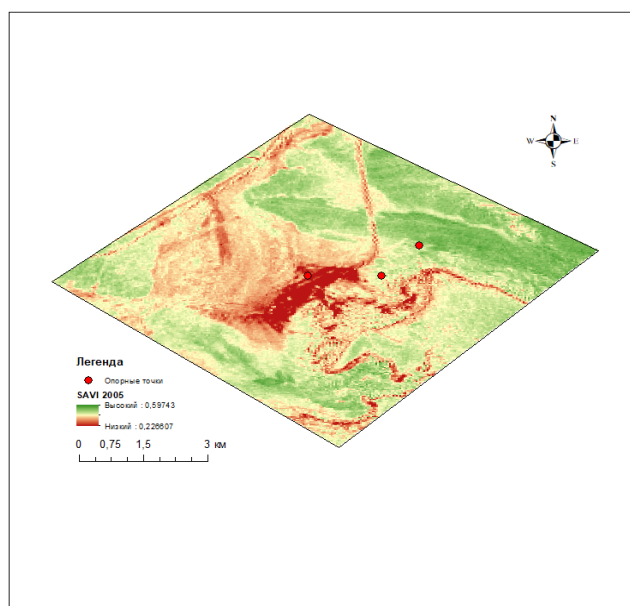 N
W E
S
Легенда
Опорные точки
SAVI 2005
Высокий : 0,59743
Низкий : 0,226607
0 0,75 1,5 3 км